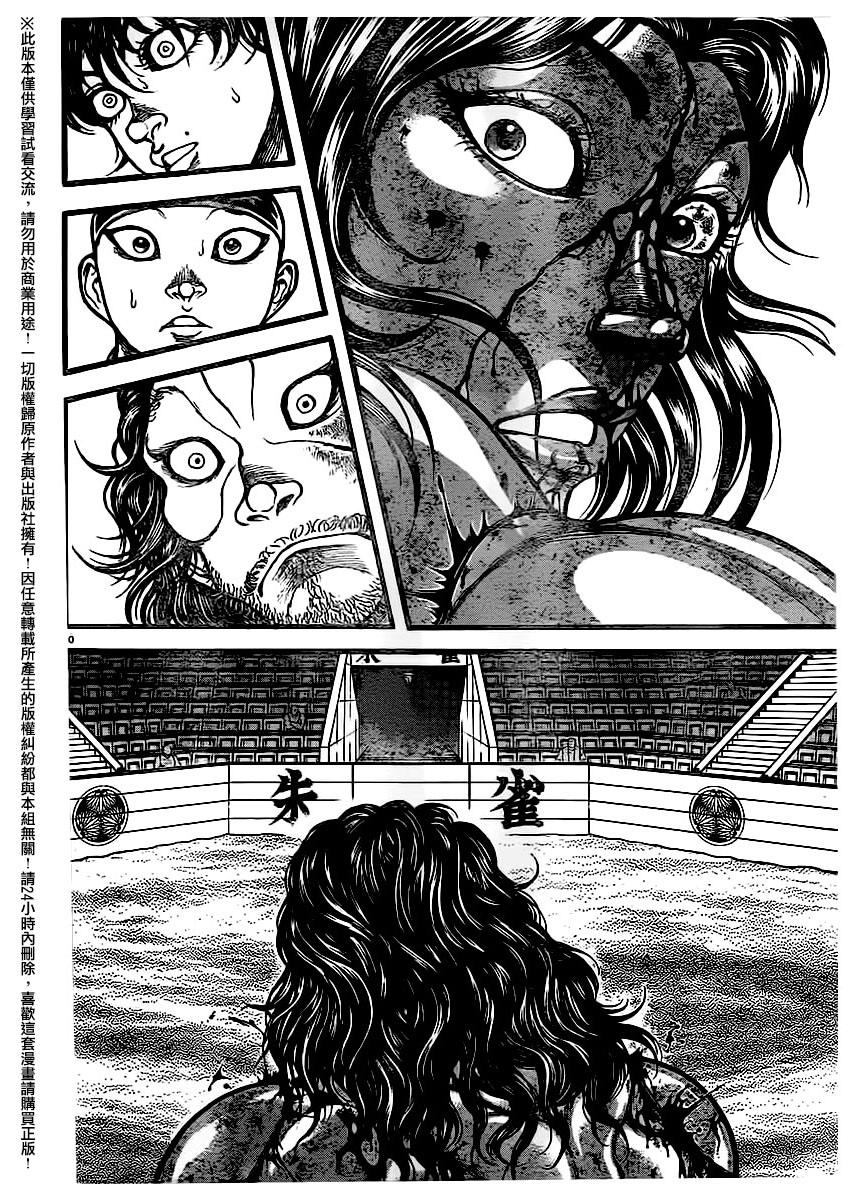 ※此版本僅供學習試看交流，請勿用於商業用途！一切版權歸原作者與出版社擁有！因任意轉載所產生的版權糾紛都與本組無關！請24小時內刪除，喜歡這套漫畫請購買正版！
0
朱 雀
朱 雀